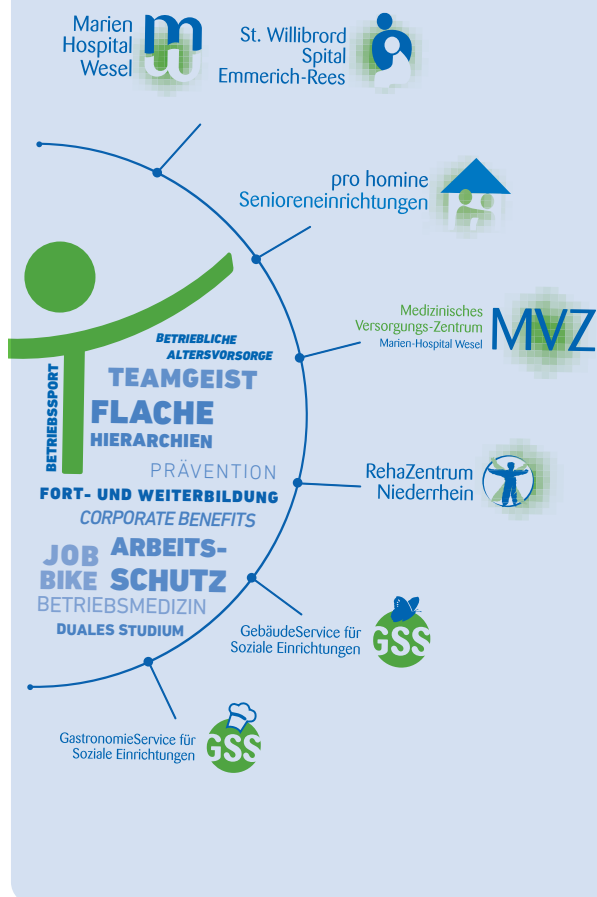 Marien
Hospital
Wesel
mw
St. Willibrord
Spital
Emmerich-Rees
pro homine
Senioreneinrichtungen
Medizinisches
Versorgungs-Zentrum
Marien-Hospital Wesel
MVZ
BETRIEBLICHE
ALTERSVORSORGE
TEAMGEIST
BETRIEBSSPORT
FLACHE
HIERARCHIEN
PRÄVENTION
FORT- UND WEITERBILDUNG
CORPORATE BENEFITS
JOB
BIKE
ARBEITS-
SCHUTZ
BETRIEBSMEDIZIN
DUALES STUDIUM
RehaZentrum
Niederrhein
GebäudeService für
Soziale Einrichtungen
GSS
GastronomieService für
Soziale Einrichtungen
GSS